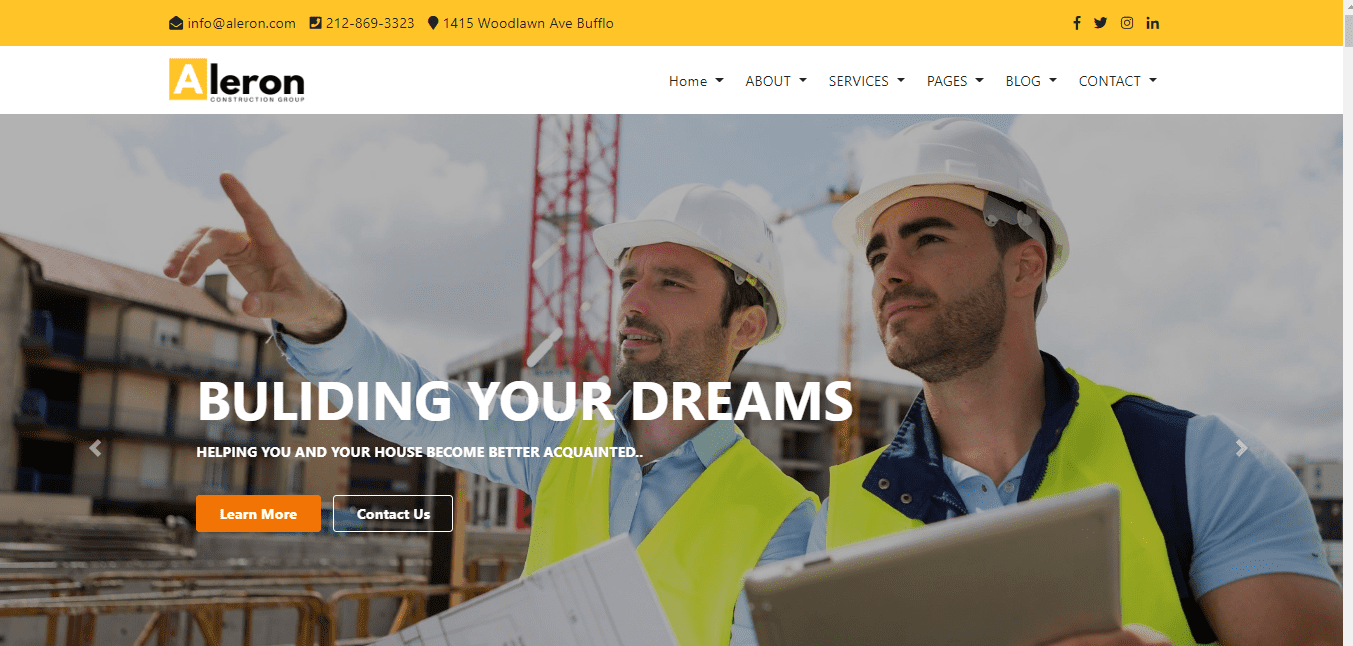 info@aleron.com 212-869-3323 1415 Woodlawn Ave Bufflo
Aleron
CONSTRUCTION GROUP
Home ABOUT SERVICES PAGES BLOG CONTACT
BULIDING YOUR DREAMS
HELPING YOU AND YOUR HOUSE BECOME BETTER ACQUAINTED..
Learn More Contact Us